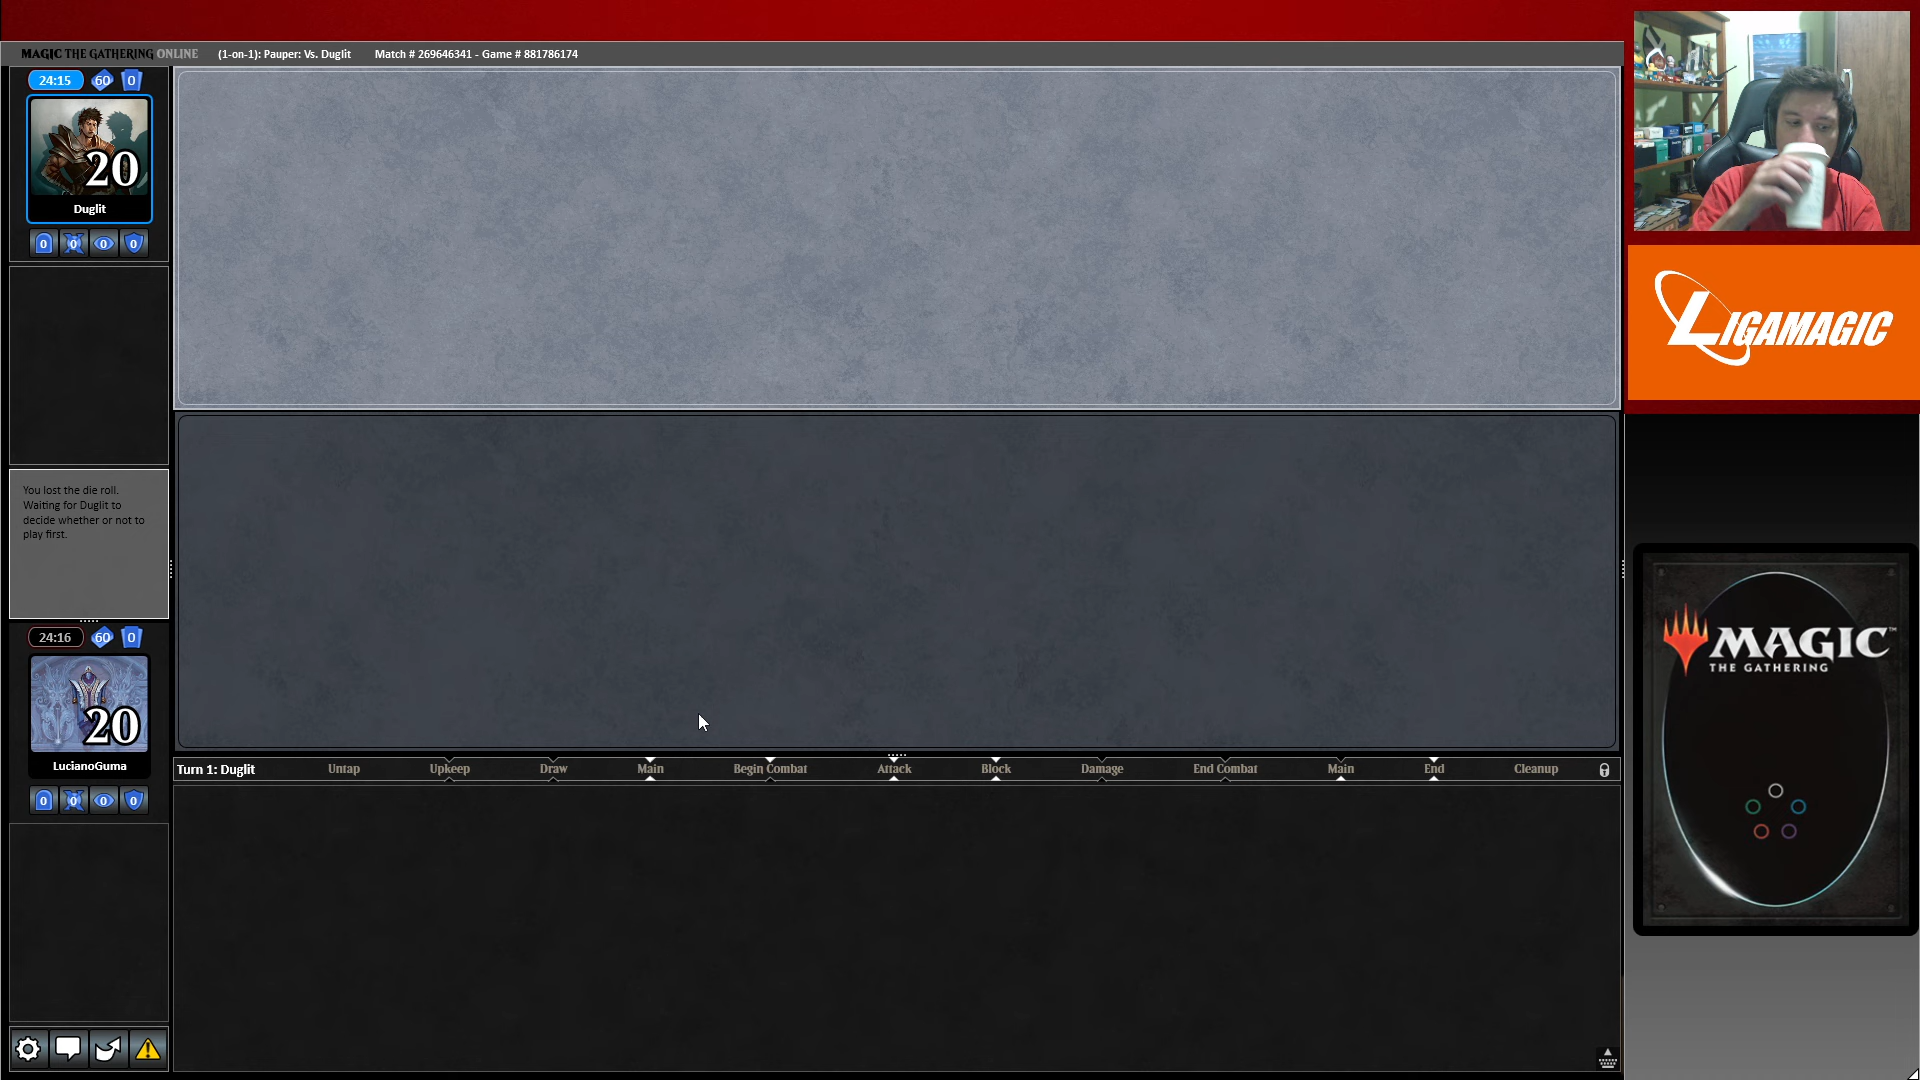 MAGIC THE GATHERING ONLINE (1-on-1): Pauper: Vs. Duglit Match # 269646341 - Game # 881786174
24:15 60 0
20
Duglit
0 0 0 0
LIGAMAGIC
You lost the die roll.
Waiting for Duglit to
decide whether or not to
play first.
24:16 60 0
20
LucianoGuma
0 0 0 0
Turn 1: Duglit Untap Upkeep Draw Main Begin Combat Attack Block Damage End Combat Main End Cleanup
MAGIC™
THE GATHERING